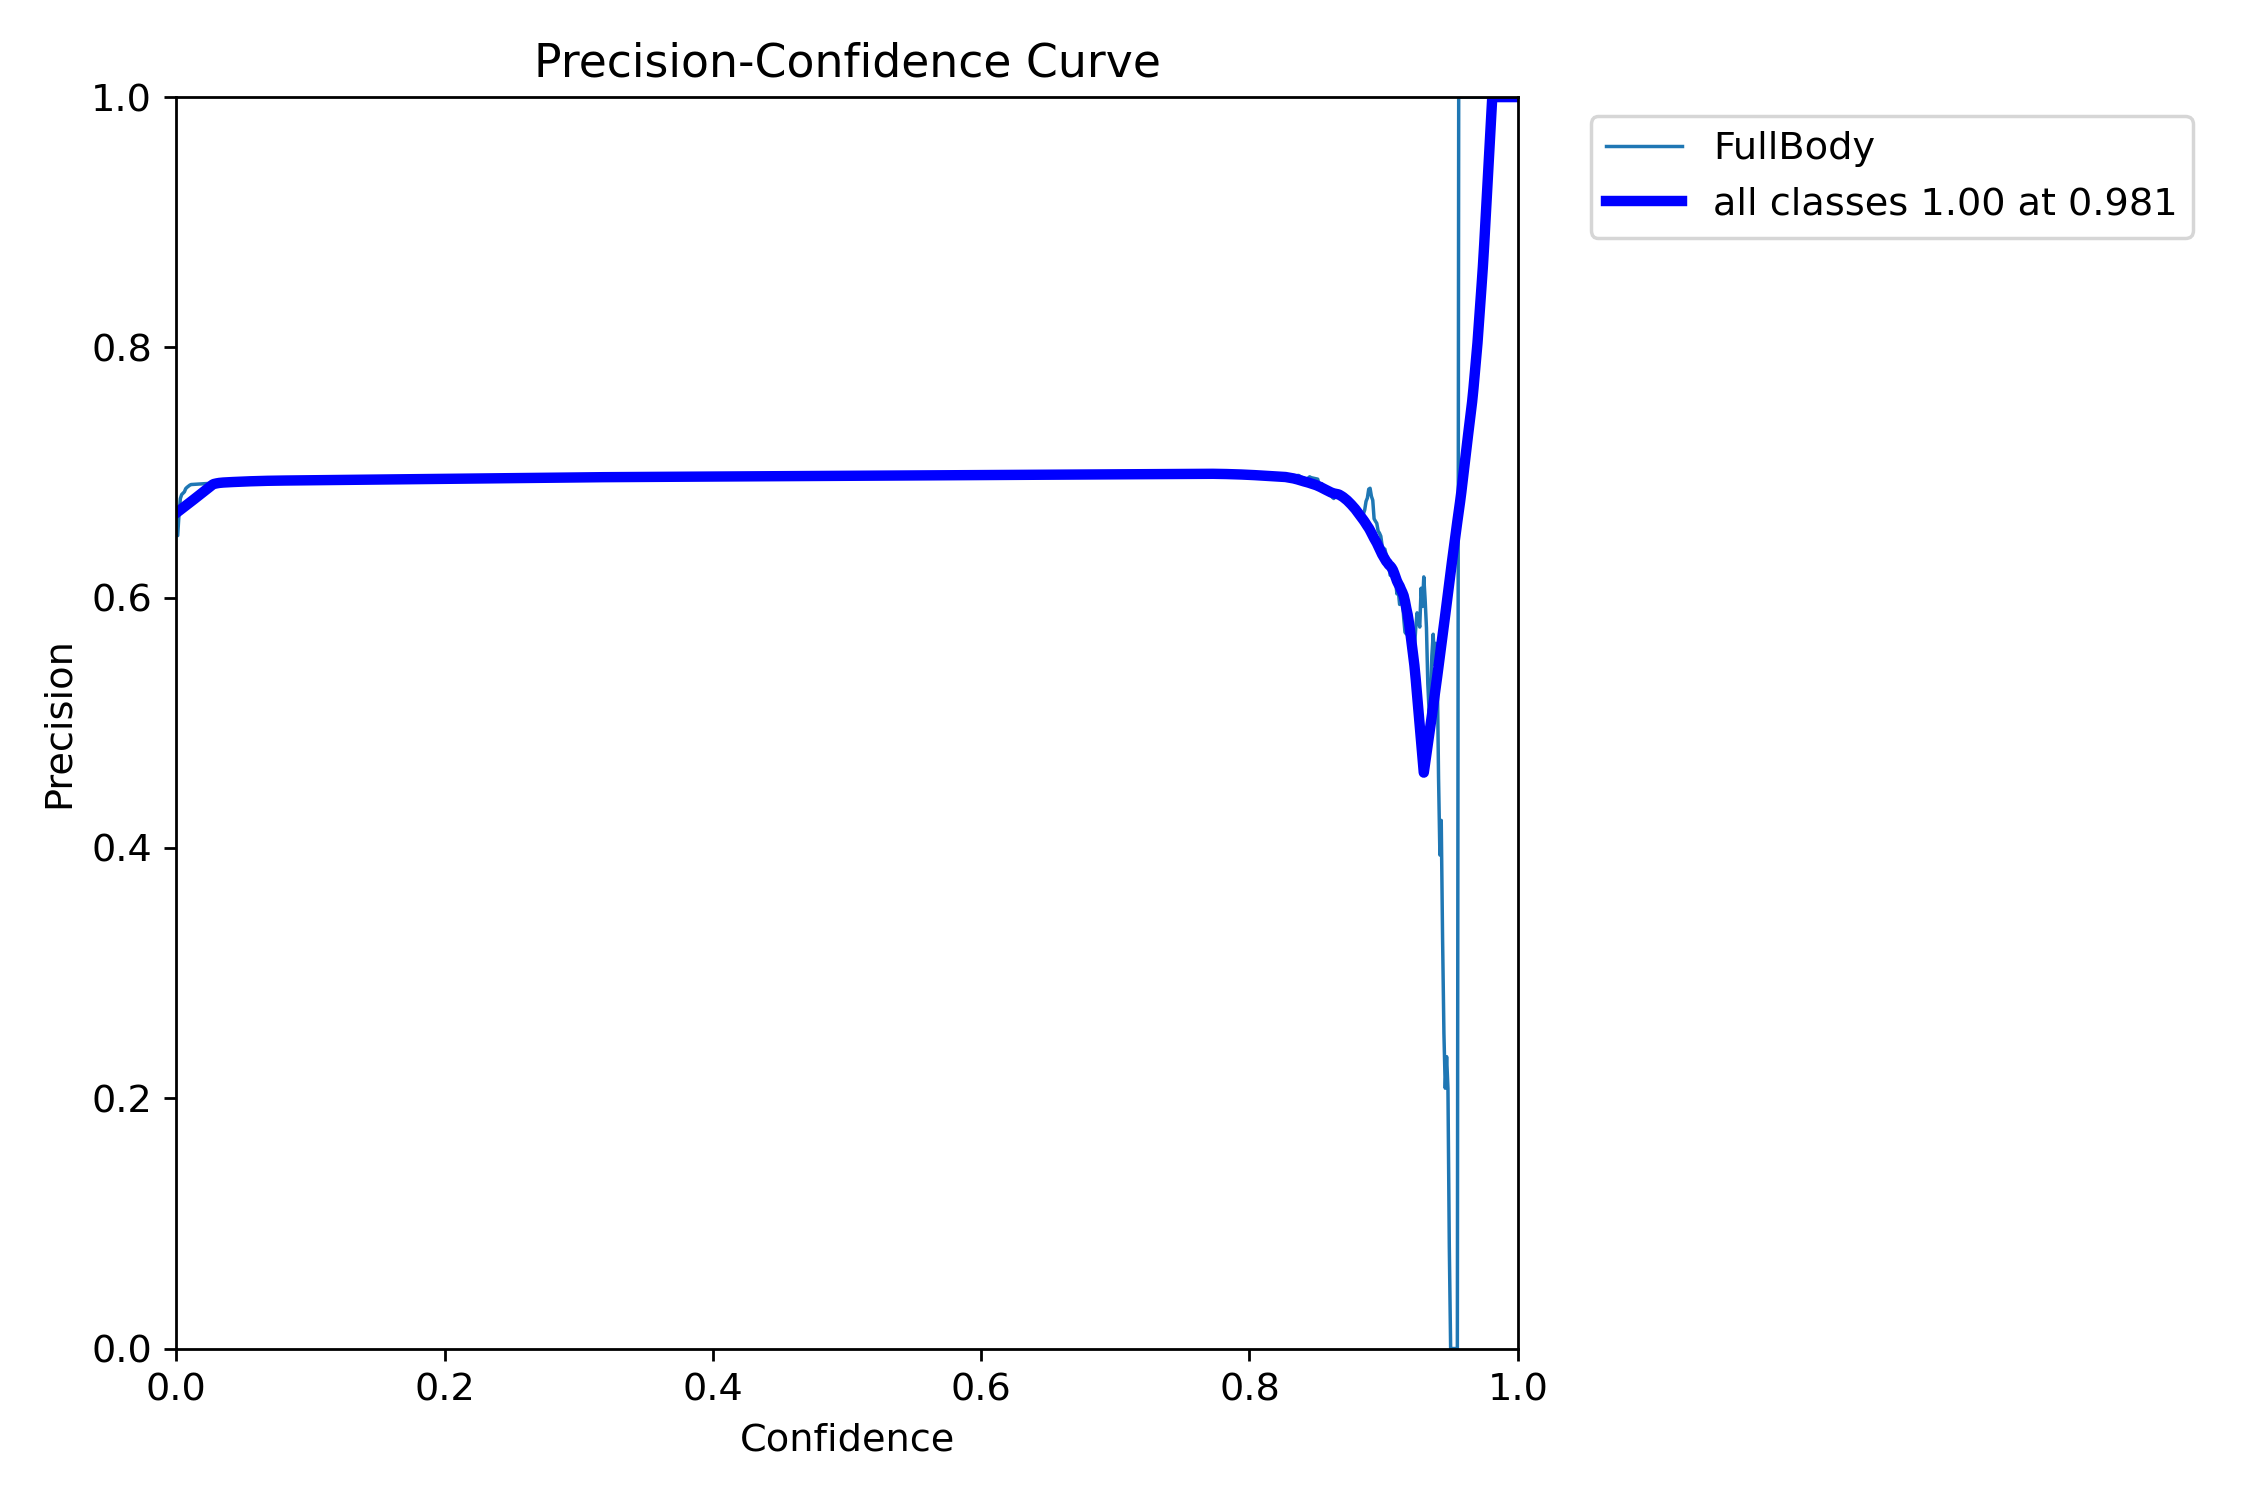 Precision-Confidence Curve
1.0
0.8
0.6
0.4
0.2
0.0
Precision
0.0 0.2 0.4 0.6 0.8 1.0
Confidence
FullBody
all classes 1.00 at 0.981